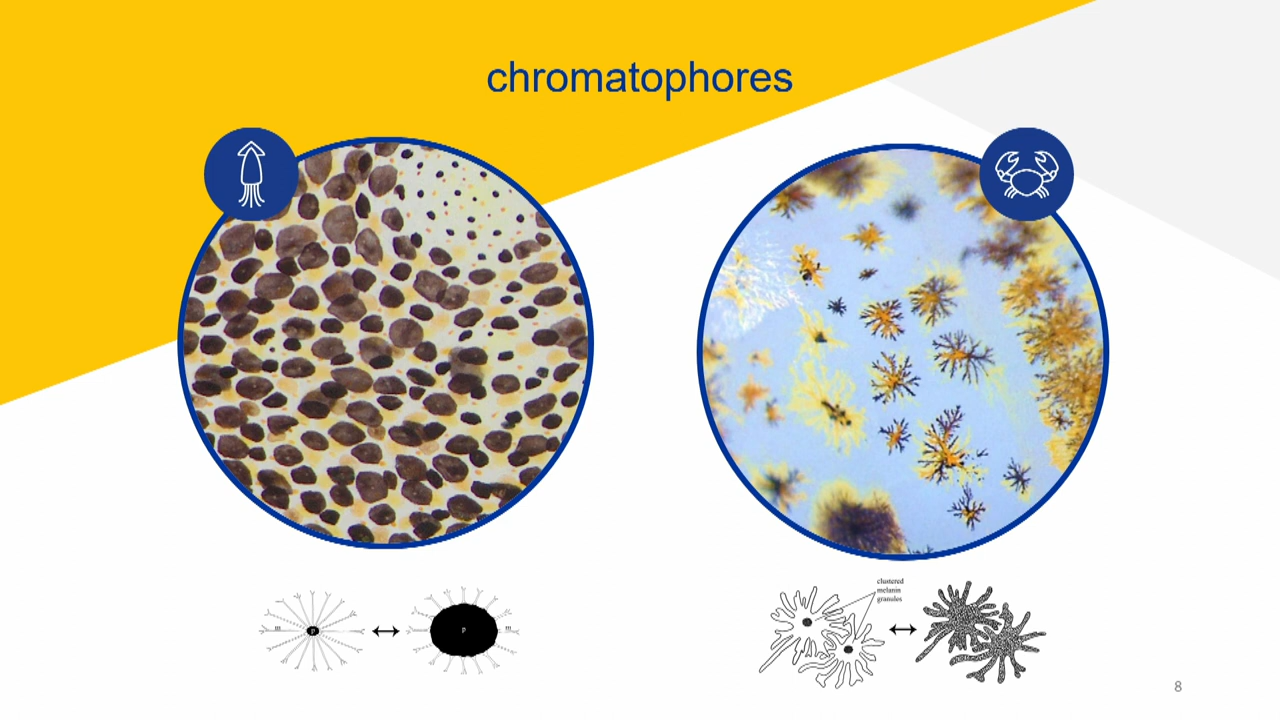 chromatophores
m
p
p
m
clustered
melanin
granules
8